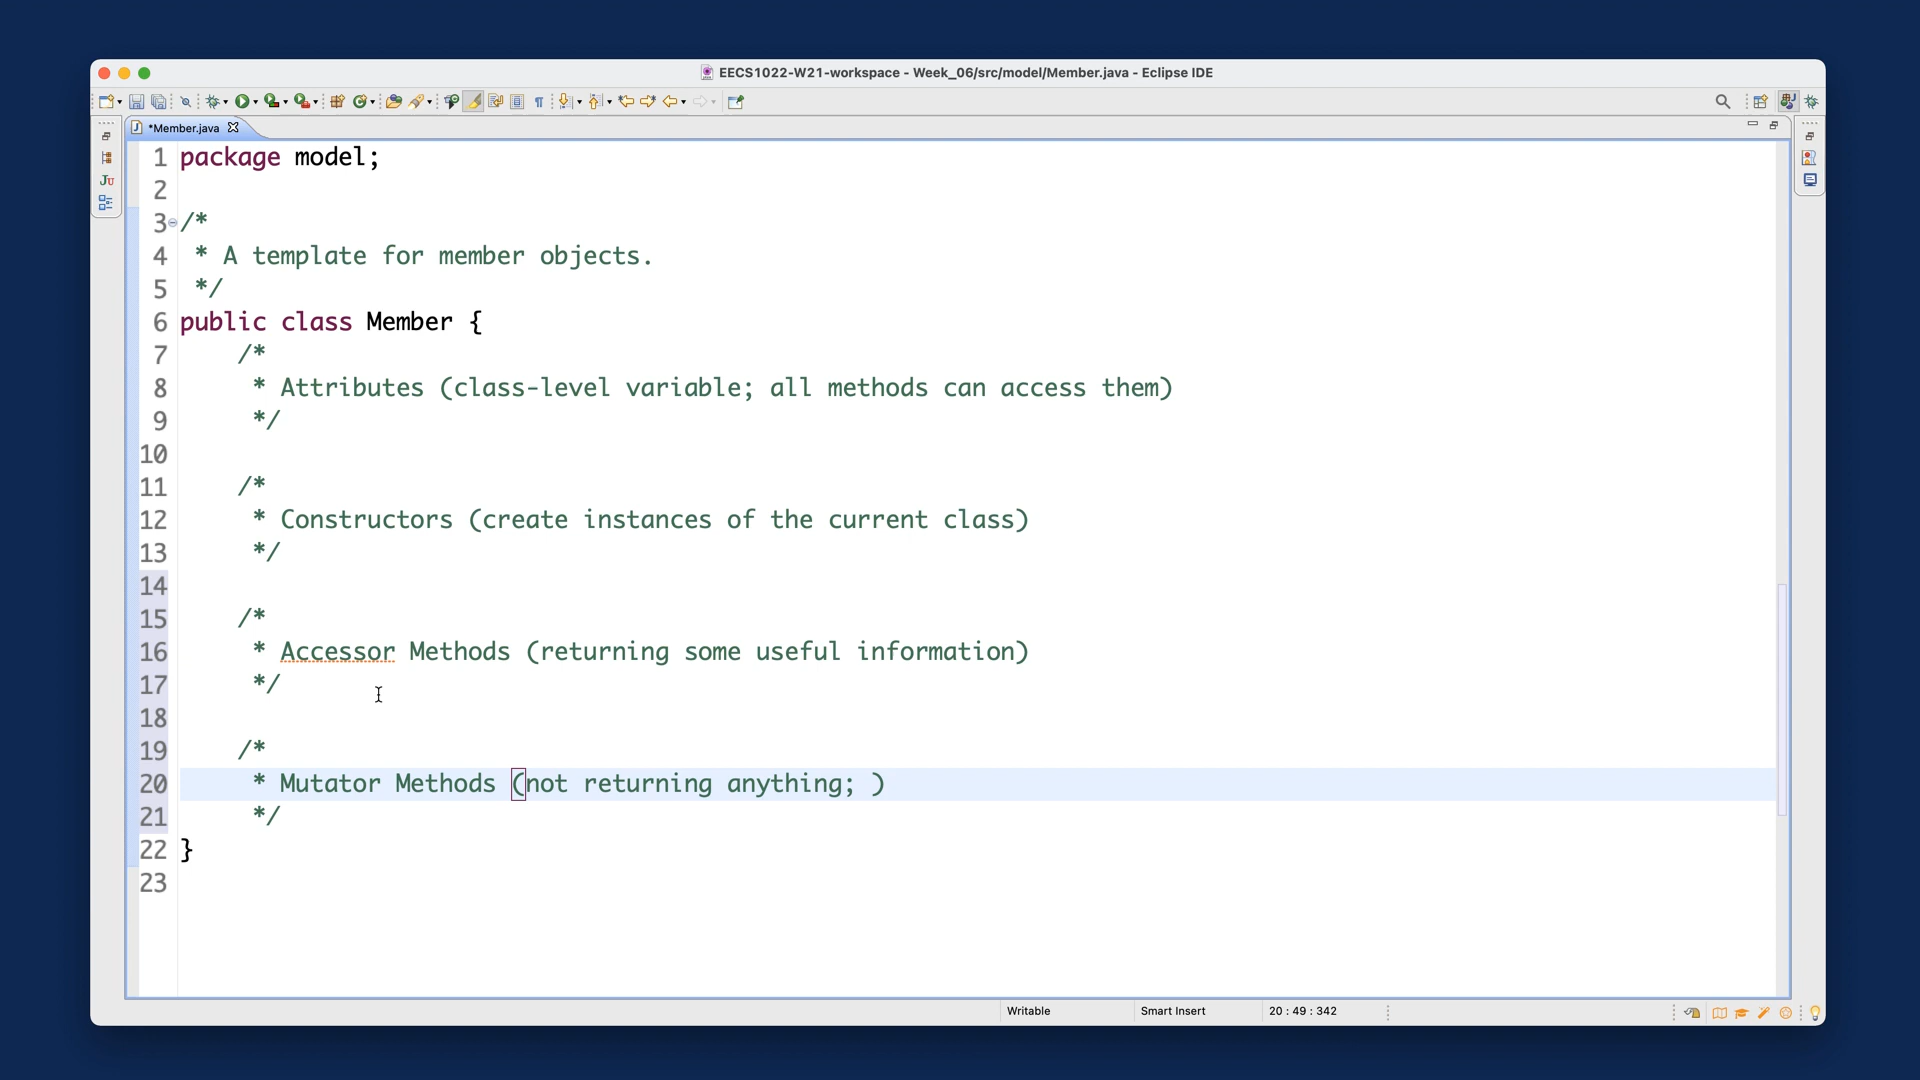 EECS1022-W21-workspace - Week_06/src/model/Member.java - Eclipse IDE
*Member.java
1 package model;
2
3 /*
4 * A template for member objects.
5 */
6 public class Member {
7 /*
8 * Attributes (class-level variable; all methods can access them)
9 */
10
11 /*
12 * Constructors (create instances of the current class)
13 */
14
15 /*
16 * Accessor Methods (returning some useful information)
17 */
18
19 /*
20 * Mutator Methods (not returning anything; )
21 */
22 }
23
Writable Smart Insert 20 : 49 : 342